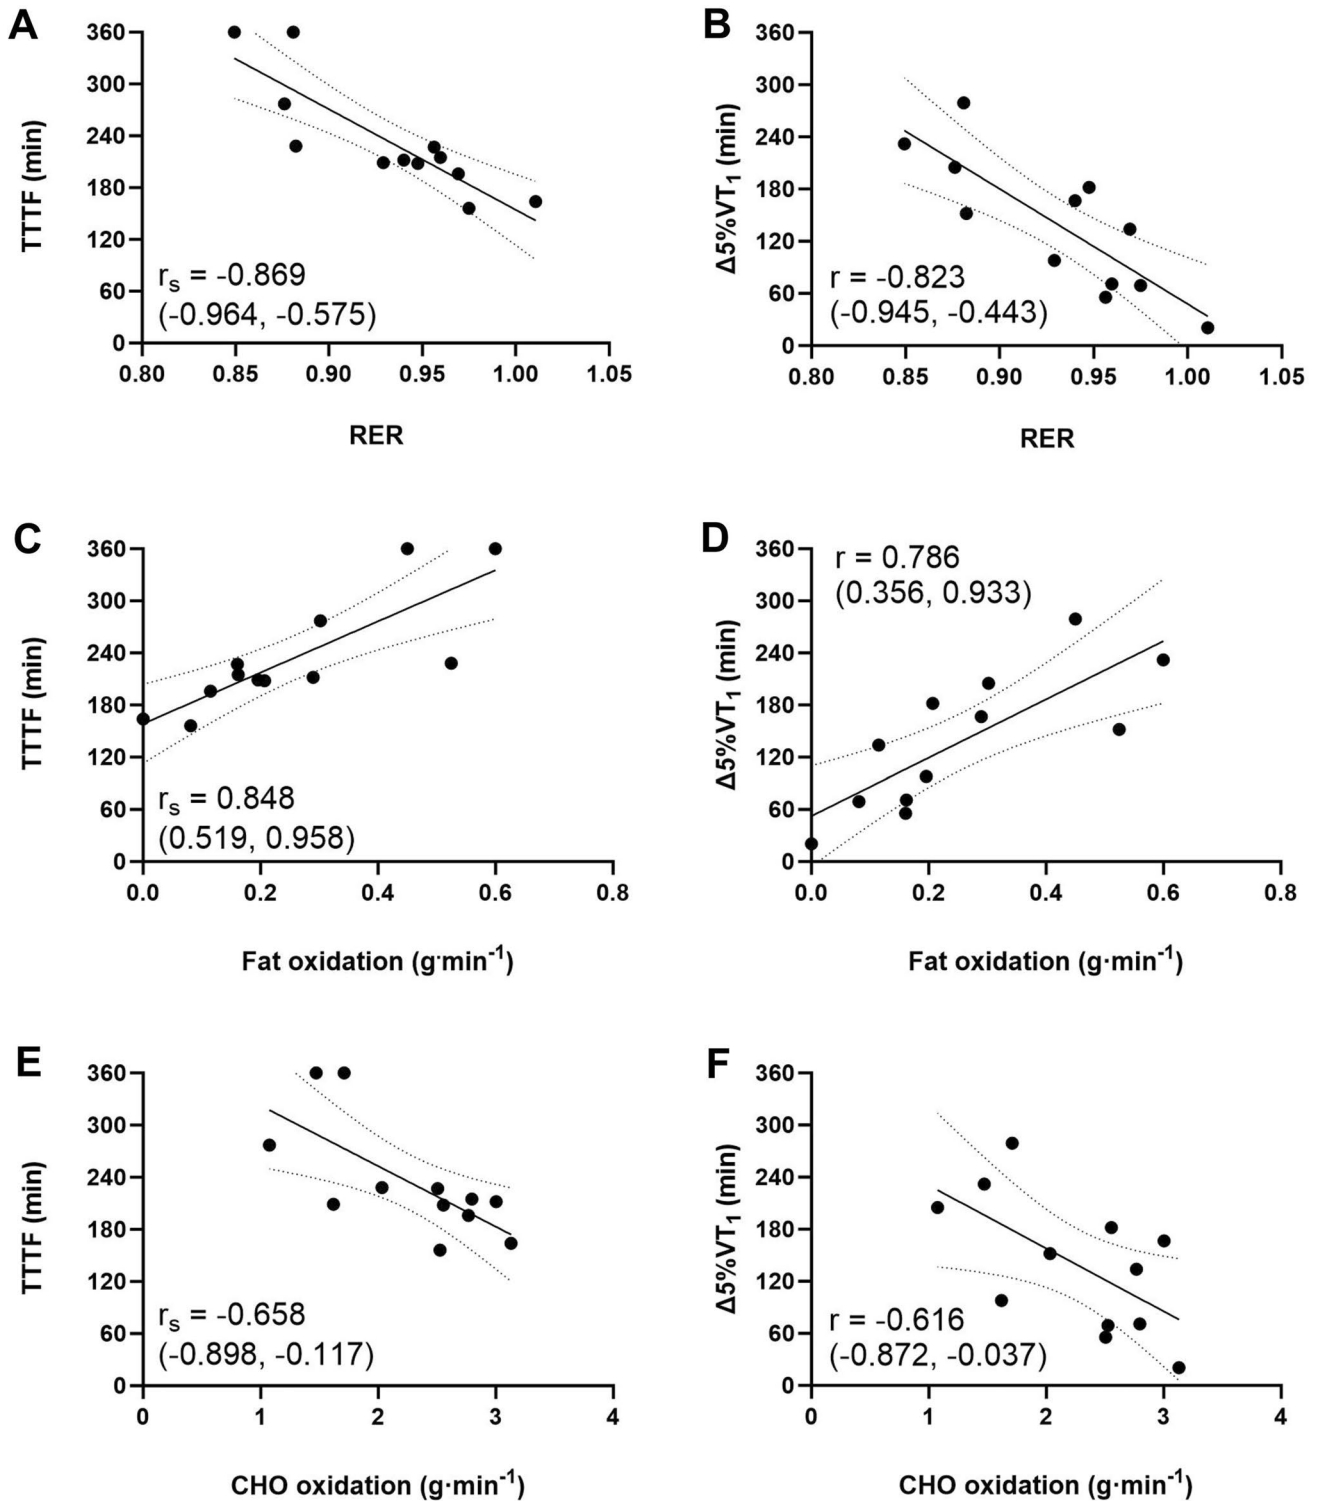 A
TTTF (min)
360
300
240
180
120
60
0
r_s = -0.869
(-0.964, -0.575)
0.80 0.85 0.90 0.95 1.00 1.05
RER
B
Δ5%VT₁ (min)
360
300
240
180
120
60
0
r = -0.823
(-0.945, -0.443)
0.80 0.85 0.90 0.95 1.00 1.05
RER
C
TTTF (min)
360
300
240
180
120
60
0
r_s = 0.848
(0.519, 0.958)
0.0 0.2 0.4 0.6 0.8
Fat oxidation (g·min⁻¹)
D
Δ5%VT₁ (min)
360
300
240
180
120
60
0
r = 0.786
(0.356, 0.933)
0.0 0.2 0.4 0.6 0.8
Fat oxidation (g·min⁻¹)
E
TTTF (min)
360
300
240
180
120
60
0
r_s = -0.658
(-0.898, -0.117)
0 1 2 3 4
CHO oxidation (g·min⁻¹)
F
Δ5%VT₁ (min)
360
300
240
180
120
60
0
r = -0.616
(-0.872, -0.037)
0 1 2 3 4
CHO oxidation (g·min⁻¹)